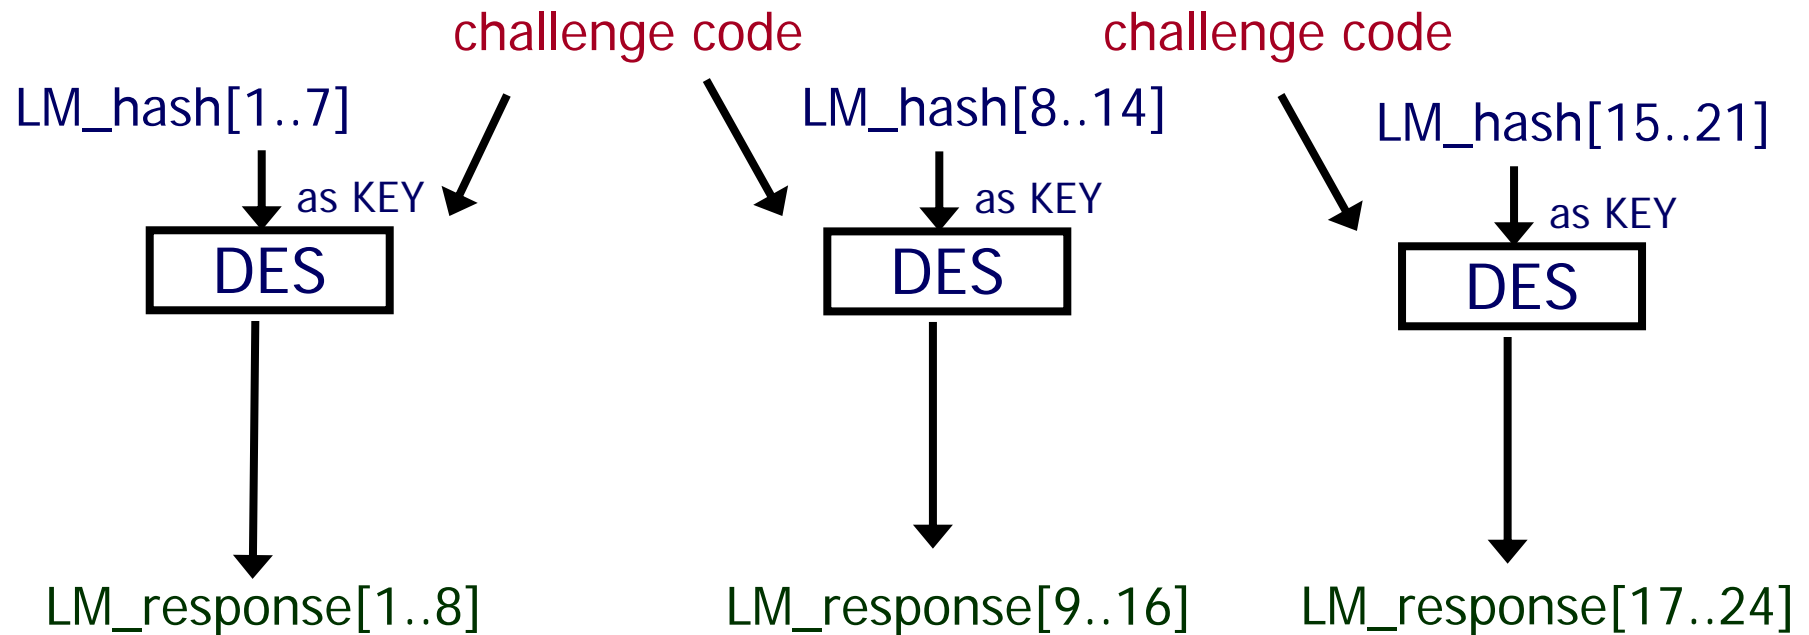 challenge code
challenge code
LM_hash[1..7]
LM_hash[8..14]
LM_hash[15..21]
as KEY
as KEY
as KEY
DES
DES
DES
LM_response[1..8]
LM_response[9..16]
LM_response[17..24]